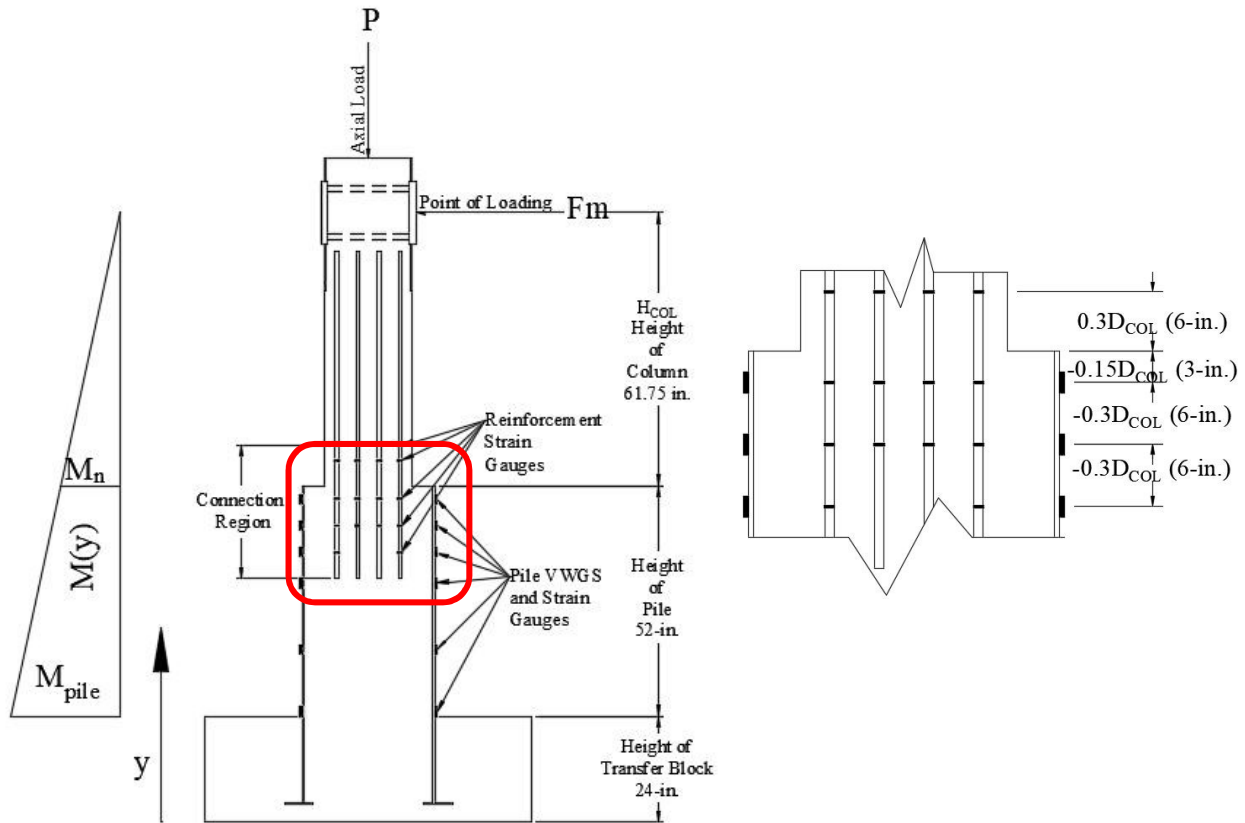 P
Axial Load
Point of Loading
Fm
H_COL
Height
of
Column
61.75 in.
Reinforcement
Strain
Gauges
M_n
Connection
Region
M(y)
Pile VWGS
and Strain
Gauges
Height
of
Pile
52-in.
M_pile
y
Height of
Transfer Block
24-in.
0.3D_COL (6-in.)
-0.15D_COL (3-in.)
-0.3D_COL (6-in.)
-0.3D_COL (6-in.)